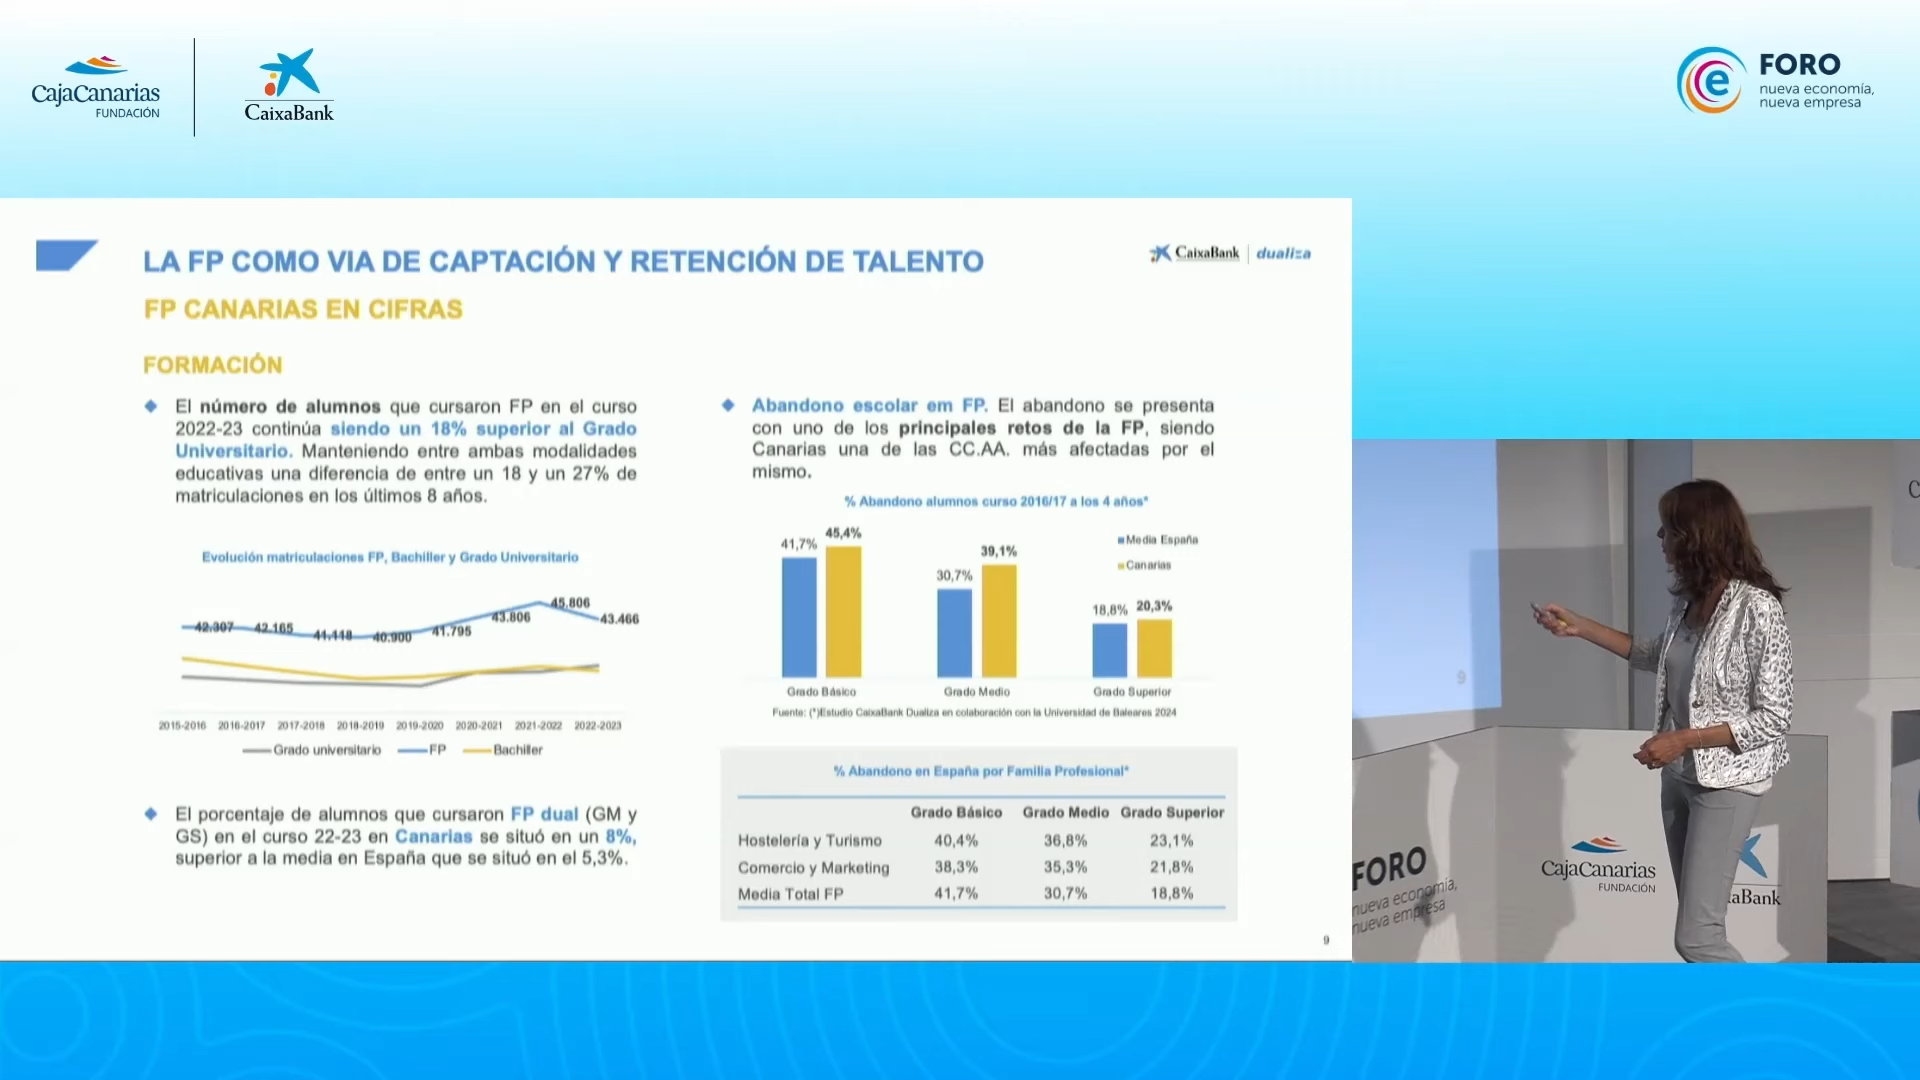 CajaCanarias
FUNDACIÓN
CaixaBank
FORO
nueva economía,
nueva empresa
LA FP COMO VIA DE CAPTACIÓN Y RETENCIÓN DE TALENTO
CaixaBank | dualiza
FP CANARIAS EN CIFRAS
FORMACIÓN
El número de alumnos que cursaron FP en el curso
2022-23 continúa siendo un 18% superior al Grado
Universitario. Manteniendo entre ambas modalidades
educativas una diferencia de entre un 18 y un 27% de
matriculaciones en los últimos 8 años.
Evolución matriculaciones FP, Bachiller y Grado Universitario
42.307 42.165 41.118 40.900 41.795 43.806 45.806 43.466
2015-2016 2016-2017 2017-2018 2018-2019 2019-2020 2020-2021 2021-2022 2022-2023
Grado universitario FP Bachiller
El porcentaje de alumnos que cursaron FP dual (GM y
GS) en el curso 22-23 en Canarias se situó en un 8%,
superior a la media en España que se situó en el 5,3%.
Abandono escolar em FP. El abandono se presenta
con uno de los principales retos de la FP, siendo
Canarias una de las CC.AA. más afectadas por el
mismo.
% Abandono alumnos curso 2016/17 a los 4 años*
41,7% 45,4% 30,7% 39,1% 18,8% 20,3%
Media España
Canarias
Grado Básico Grado Medio Grado Superior
Fuente: (*)Estudio CaixaBank Dualiza en colaboración con la Universidad de Baleares 2024
% Abandono en España por Familia Profesional*
Grado Básico Grado Medio Grado Superior
Hostelería y Turismo 40,4% 36,8% 23,1%
Comercio y Marketing 38,3% 35,3% 21,8%
Media Total FP 41,7% 30,7% 18,8%
9
9
C
FORO
nueva economía,
nueva empresa
CajaCanarias
FUNDACIÓN
aBank